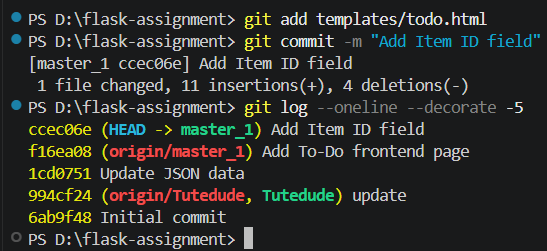 PS D:\flask-assignment> git add templates/todo.html
PS D:\flask-assignment> git commit -m "Add Item ID field"
[master_1 ccec06e] Add Item ID field
 1 file changed, 11 insertions(+), 4 deletions(-)
PS D:\flask-assignment> git log --oneline --decorate -5
ccec06e (HEAD -> master_1) Add Item ID field
f16ea08 (origin/master_1) Add To-Do frontend page
1cd0751 Update JSON data
994cf24 (origin/Tutedude, Tutedude) update
6ab9f48 Initial commit
PS D:\flask-assignment>